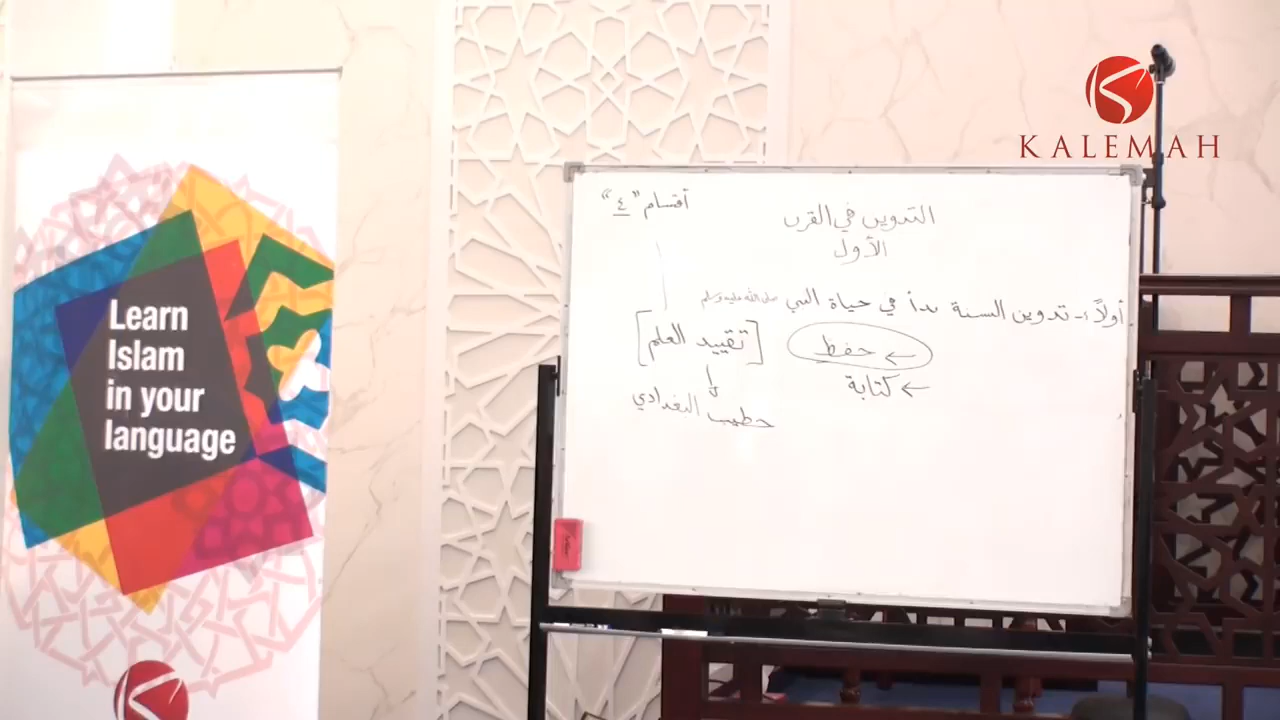 Learn
Islam
in your
language
KALEMAH
أقسام "٤"
التدوين في القرن
الأول
أولاً:- تدوين السنة بدأ في حياة النبي صلى الله عليه وسلم
← حفظ
← كتابة
[تقييد العلم]
خطيب البغدادي